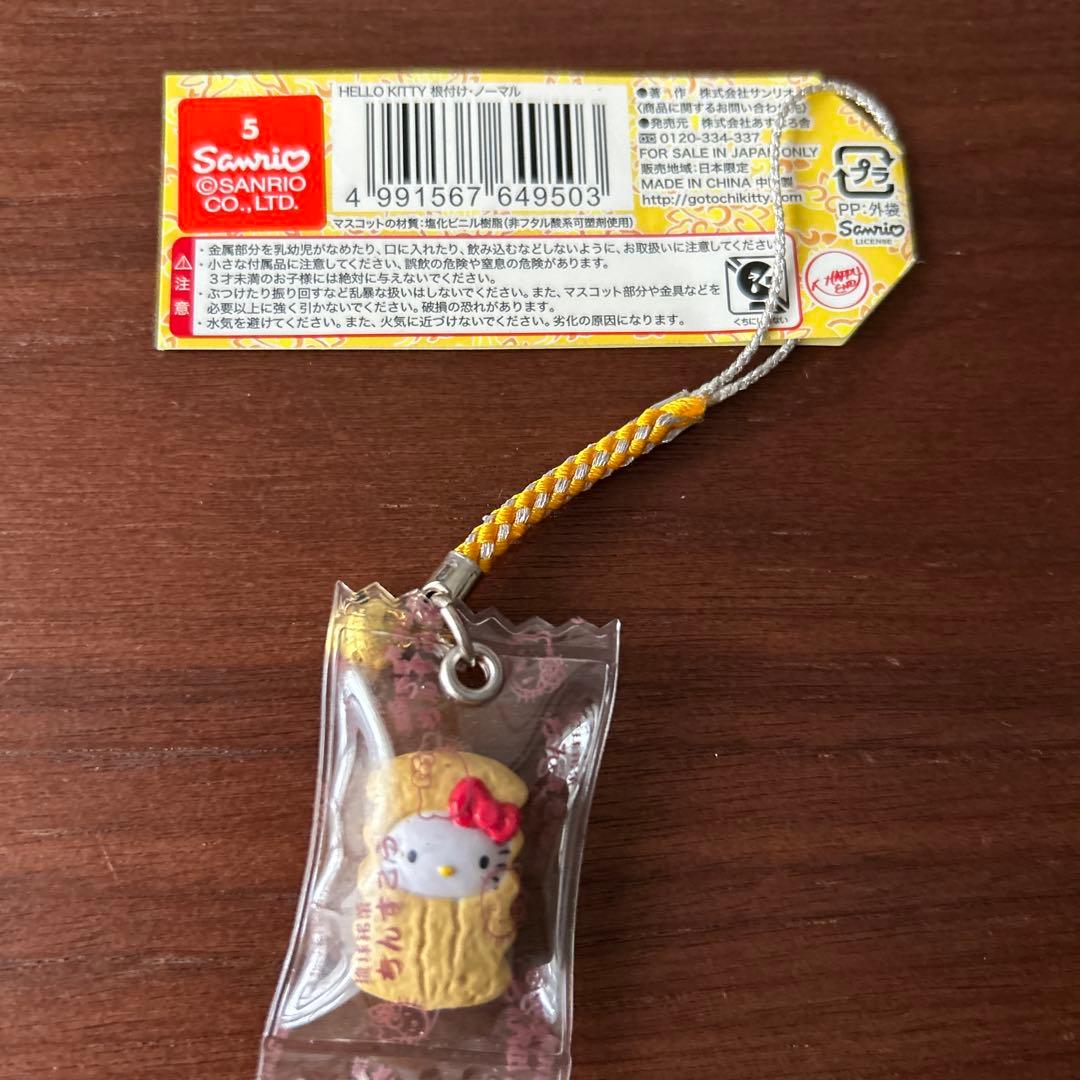 5
Sanrio
©SANRIO
CO.,LTD.
HELLO KITTY 根付け・ノーマル
4 991567 649503
マスコットの材質:塩化ビニル樹脂(非フタル酸系可塑剤使用)
●著 作 株式会社サンリオ
〈商品に関するお問い合わせ先〉
●発売元 株式会社あすなろ舎
0120-334-337
FOR SALE IN JAPAN ONLY
販売地域:日本限定
MADE IN CHINA 中国製
http://gotochikitty.com
プラ
PP:外袋
Sanrio
LICENSE
HAPPY
END
注意
・金属部分を乳幼児がなめたり、口に入れたり、飲み込むなどしないように、お取扱いに注意してください。
・小さな付属品に注意してください、誤飲の危険や窒息の危険があります。
3才未満のお子様には絶対に与えないでください。
・ぶつけたり振り回すなど乱暴な扱いはしないでください。また、マスコット部分や金具などを
必要以上に強く引かないでください。破損の恐れがあります。
・水気を避けてください。また、火気に近づけないでください。劣化の原因になります。
くちにいれない
ちんすこう